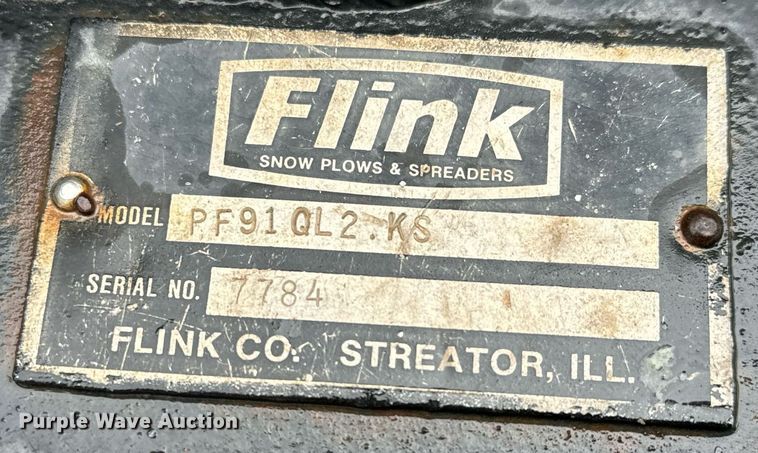 Flink
SNOW PLOWS & SPREADERS
MODEL PF91QL2.KS
SERIAL NO. 7784
FLINK CO. STREATOR, ILL.
Purple Wave Auction